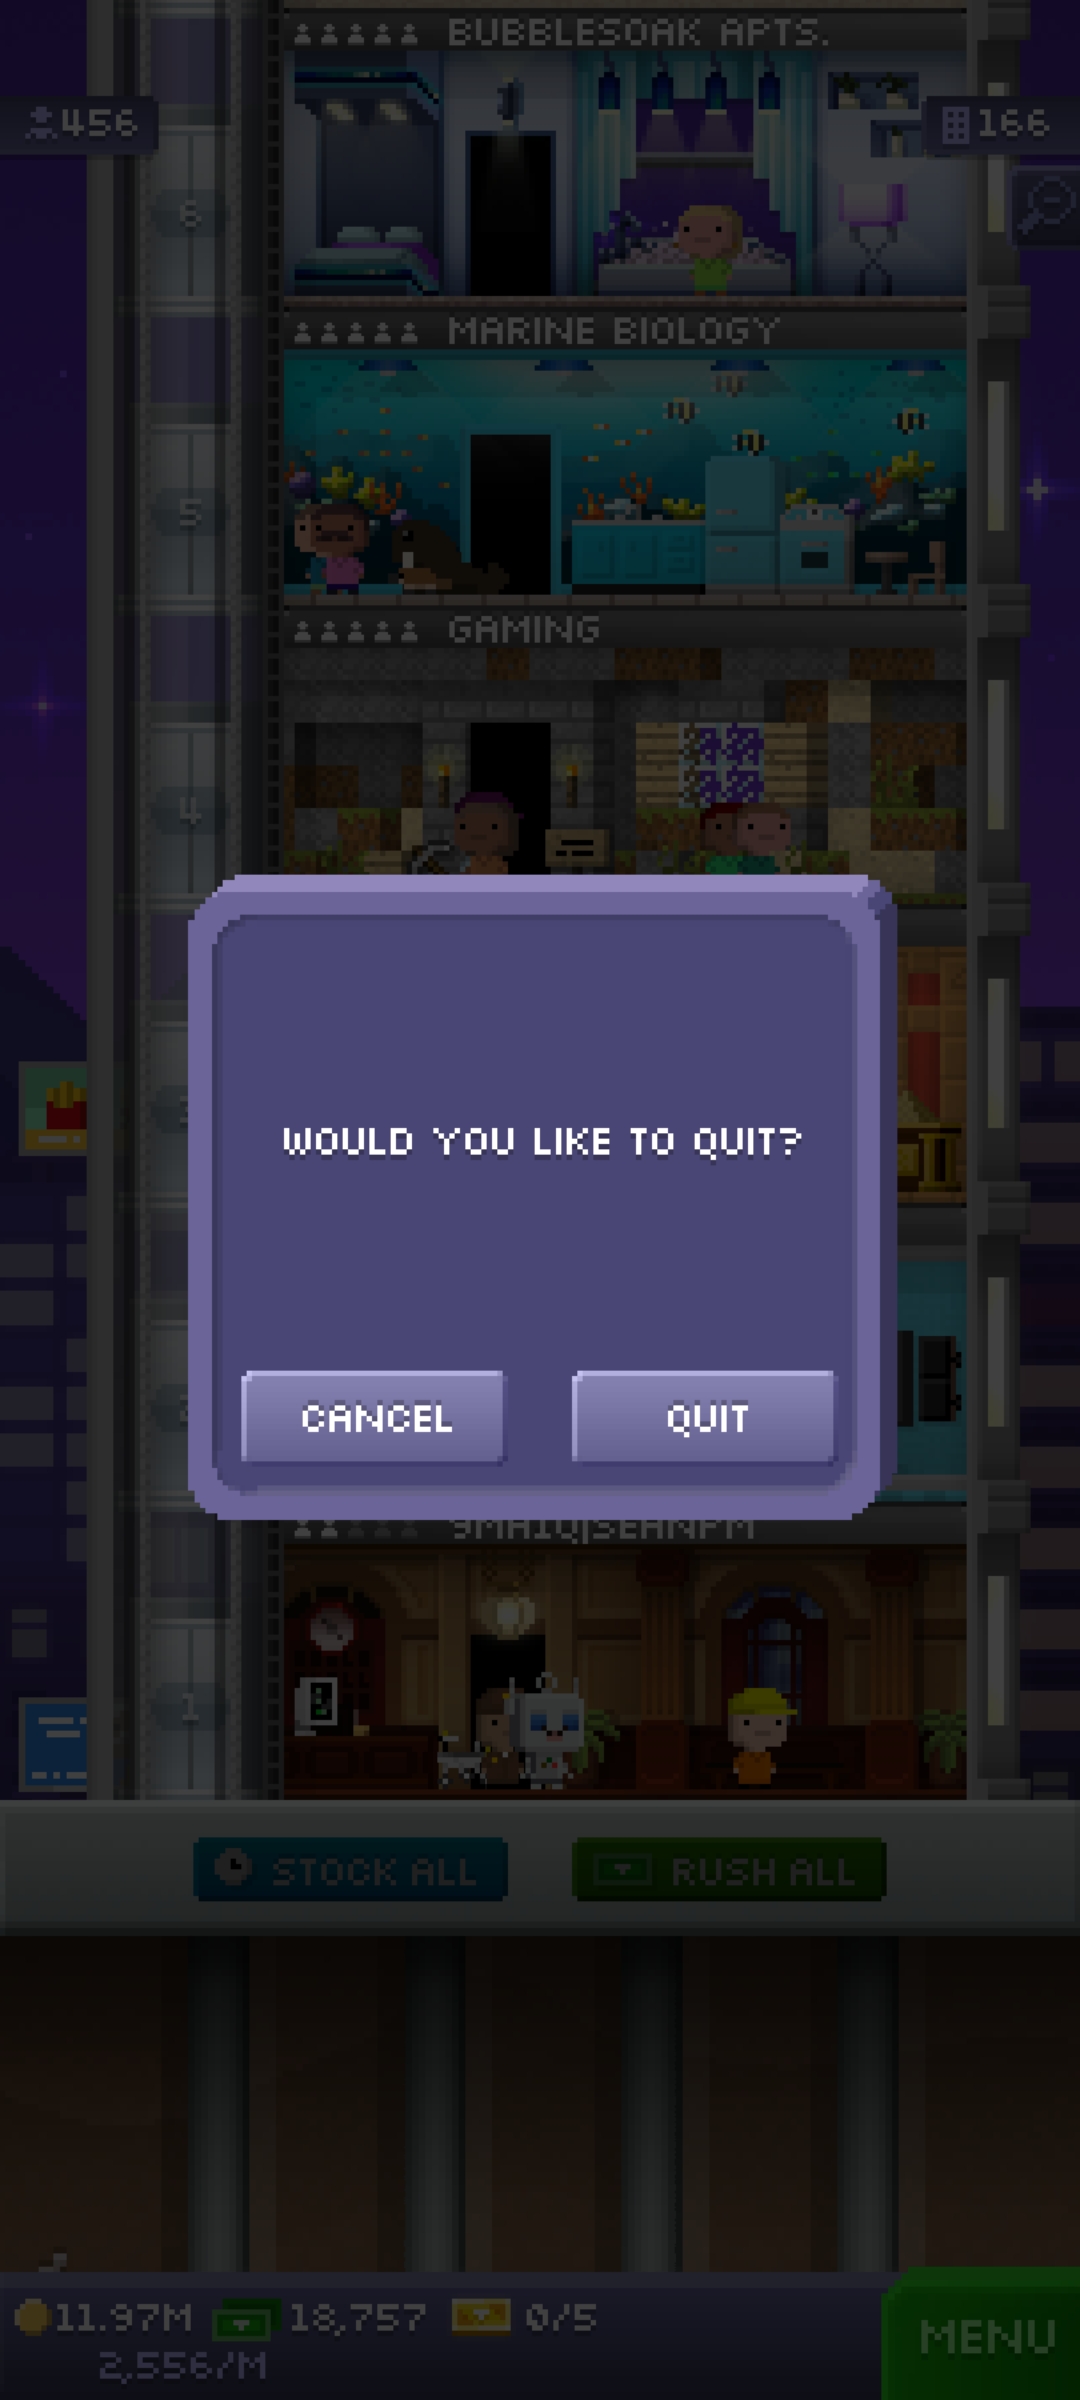 BUBBLESOAK APTS.
456
166
6
MARINE BIOLOGY
5
GAMING
4
WOULD YOU LIKE TO QUIT?
CANCEL
QUIT
1
STOCK ALL
RUSH ALL
11.97M
18,757
0/5
2,556/M
MENU